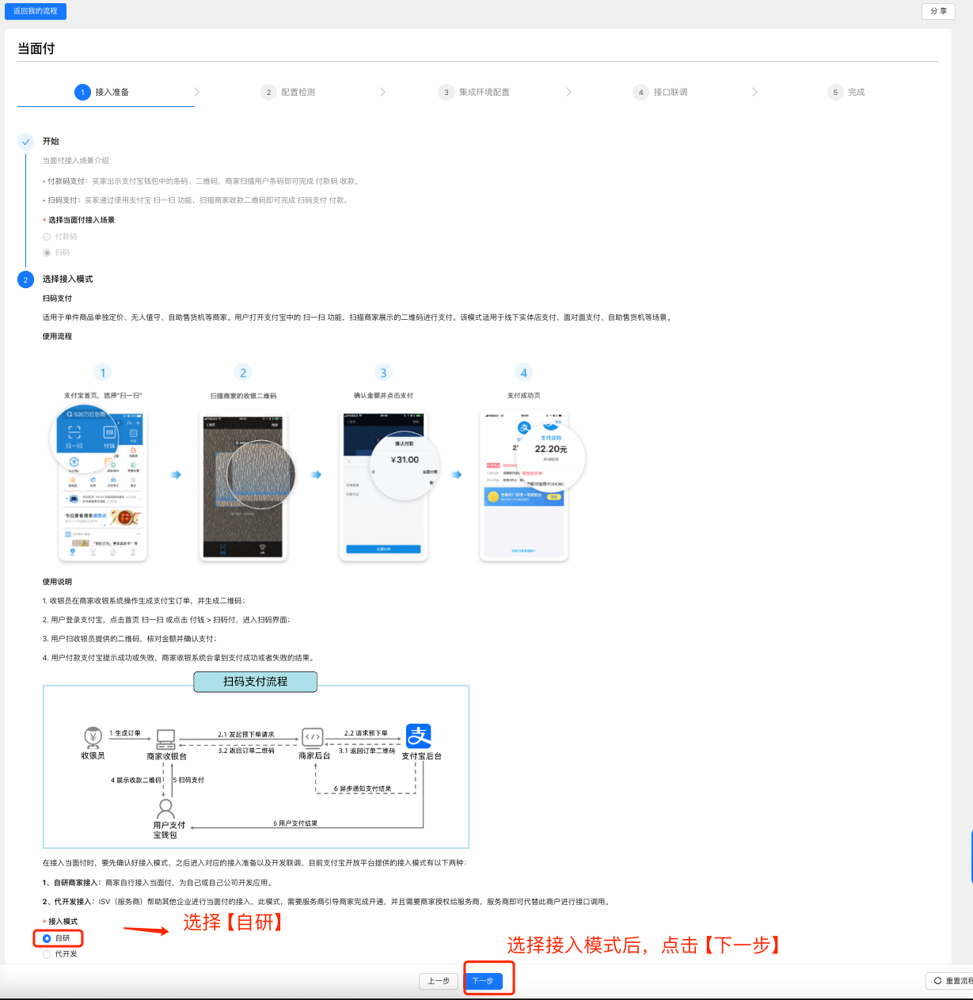 返回我的流程
分 享
当面付
1 接入准备
2 配置检测
3 集成环境配置
4 接口联调
5 完成
开始
当面付接入场景介绍
• 付款码支付：买家出示支付宝钱包中的条码、二维码，商家扫描用户条码即可完成 付款码 收款。
• 扫码支付：买家通过使用支付宝 扫一扫 功能，扫描商家收款二维码即可完成 扫码支付 付款。
* 选择当面付接入场景
付款码
扫码
2 选择接入模式
扫码支付
适用于单件商品单独定价、无人值守、自助售货机等商家。用户打开支付宝中的 扫一扫 功能，扫描商家展示的二维码进行支付。该模式适用于线下实体店支付、面对面支付、自助售货机等场景。
使用流程
1
2
3
4
支付宝首页，选择"扫一扫"
扫描商家的收银二维码
确认金额并点击支付
支付成功页
扫一扫
付钱
确认付款
¥31.00
支付成功
22.20元
31.00元
今日美食清单请查收
使用说明
1. 收银员在商家收银系统操作生成支付宝订单，并生成二维码；
2. 用户登录支付宝，点击首页 扫一扫 或点击 付钱 > 扫码付，进入扫码界面；
3. 用户扫收银员提供的二维码，核对金额并确认支付；
4. 用户付款支付宝提示成功或失败，商家收银系统会拿到支付成功或者失败的结果。
扫码支付流程
1 生成订单
2.1 发起预下单请求
2.2 请求预下单
3.2 返回订单二维码
3.1 返回订单二维码
收银员
商家收银台
商家后台
支付宝后台
4 展示收款二维码
5 扫码支付
6 异步通知支付结果
用户支付
宝钱包
6 用户支付结果
在接入当面付时，要先确认好接入模式，之后进入对应的接入准备以及开发联调，目前支付宝开放平台提供的接入模式有以下两种：
1、自研商家接入：商家自行接入当面付，为自己或自己公司开发应用。
2、代开发接入：ISV（服务商）帮助其他企业进行当面付的接入，此模式，需要服务商引导商家完成开通，并且需要商家授权给服务商，服务商即可代替此商户进行接口调用。
* 接入模式
选择【自研】
自研
选择接入模式后，点击【下一步】
代开发
上一步
下一步
重置流程